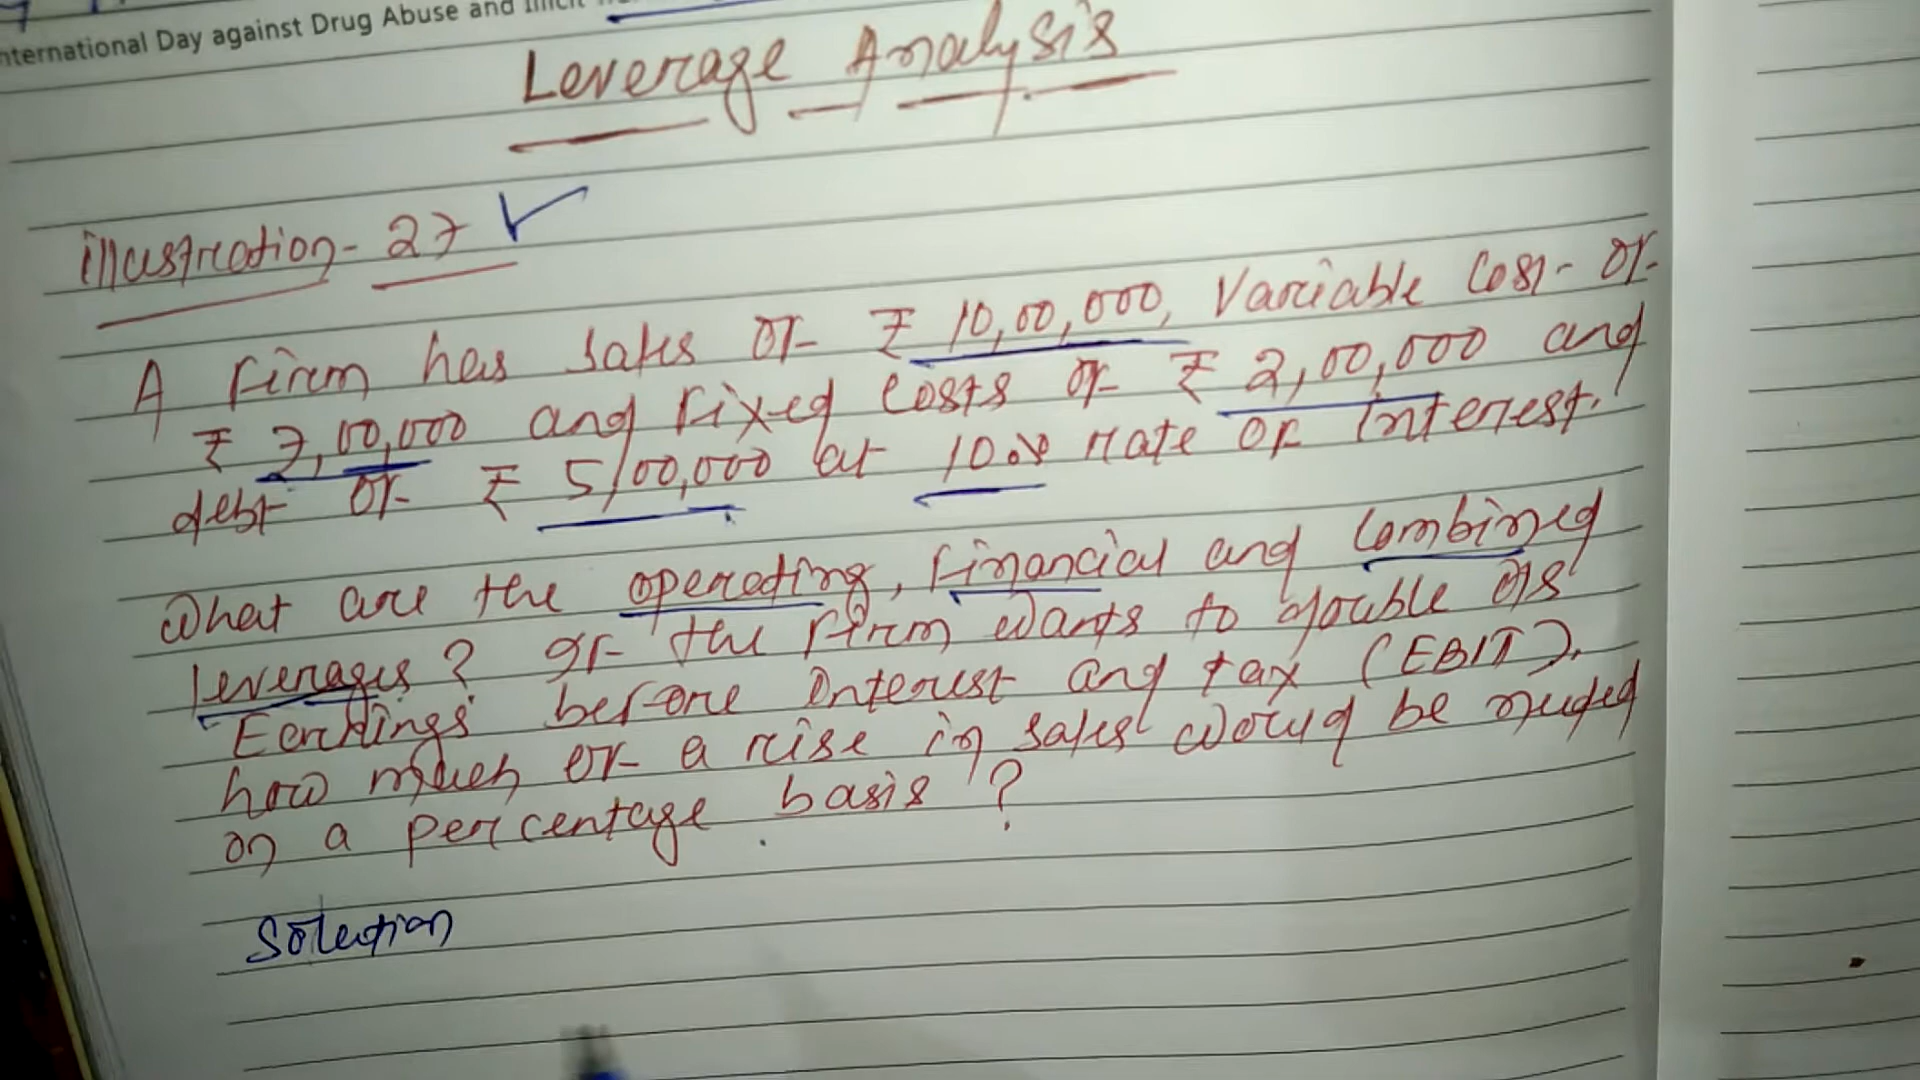 nternational Day against Drug Abuse and Illicit
Leverage Analysis
illustration - 27
A firm has sales of ₹ 10,00,000, Variable cost of
₹ 7,00,000 and fixed costs of ₹ 2,00,000 and
debt of ₹ 5,00,000 at 10% rate of interest.
What are the operating, financial and combined
leverages? If the firm wants to double its
Earnings before interest and tax (EBIT),
how much of a rise in sales would be needed
on a percentage basis?
Solution